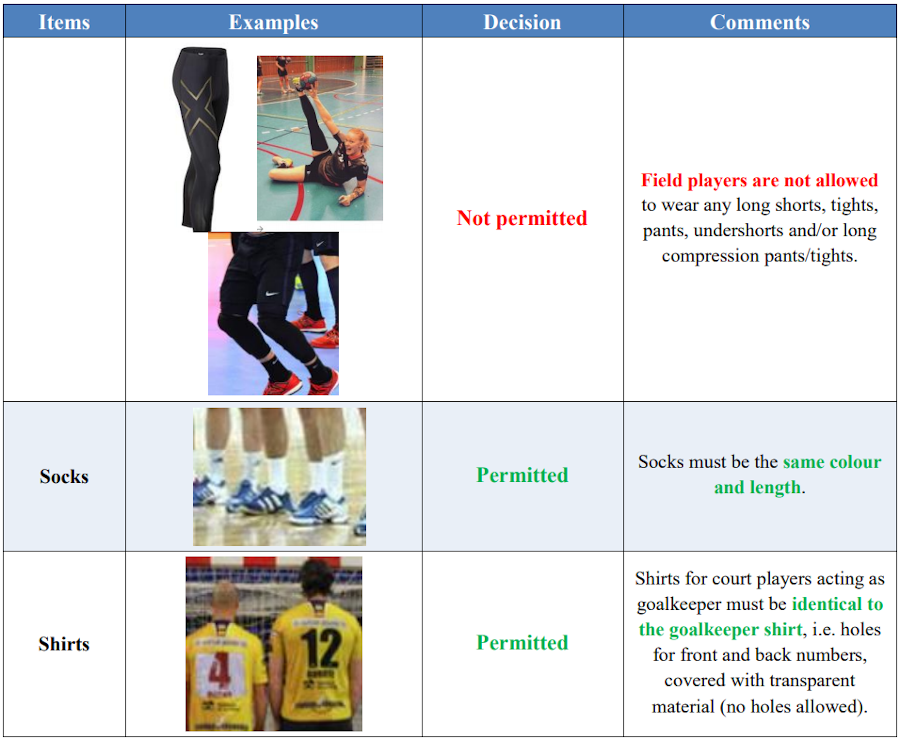 Items
Examples
Decision
Comments
Not permitted
Field players are not allowed
to wear any long shorts, tights,
pants, undershorts and/or long
compression pants/tights.
Socks
Permitted
Socks must be the same colour
and length.
Shirts
4
12
Permitted
Shirts for court players acting as
goalkeeper must be identical to
the goalkeeper shirt, i.e. holes
for front and back numbers,
covered with transparent
material (no holes allowed).